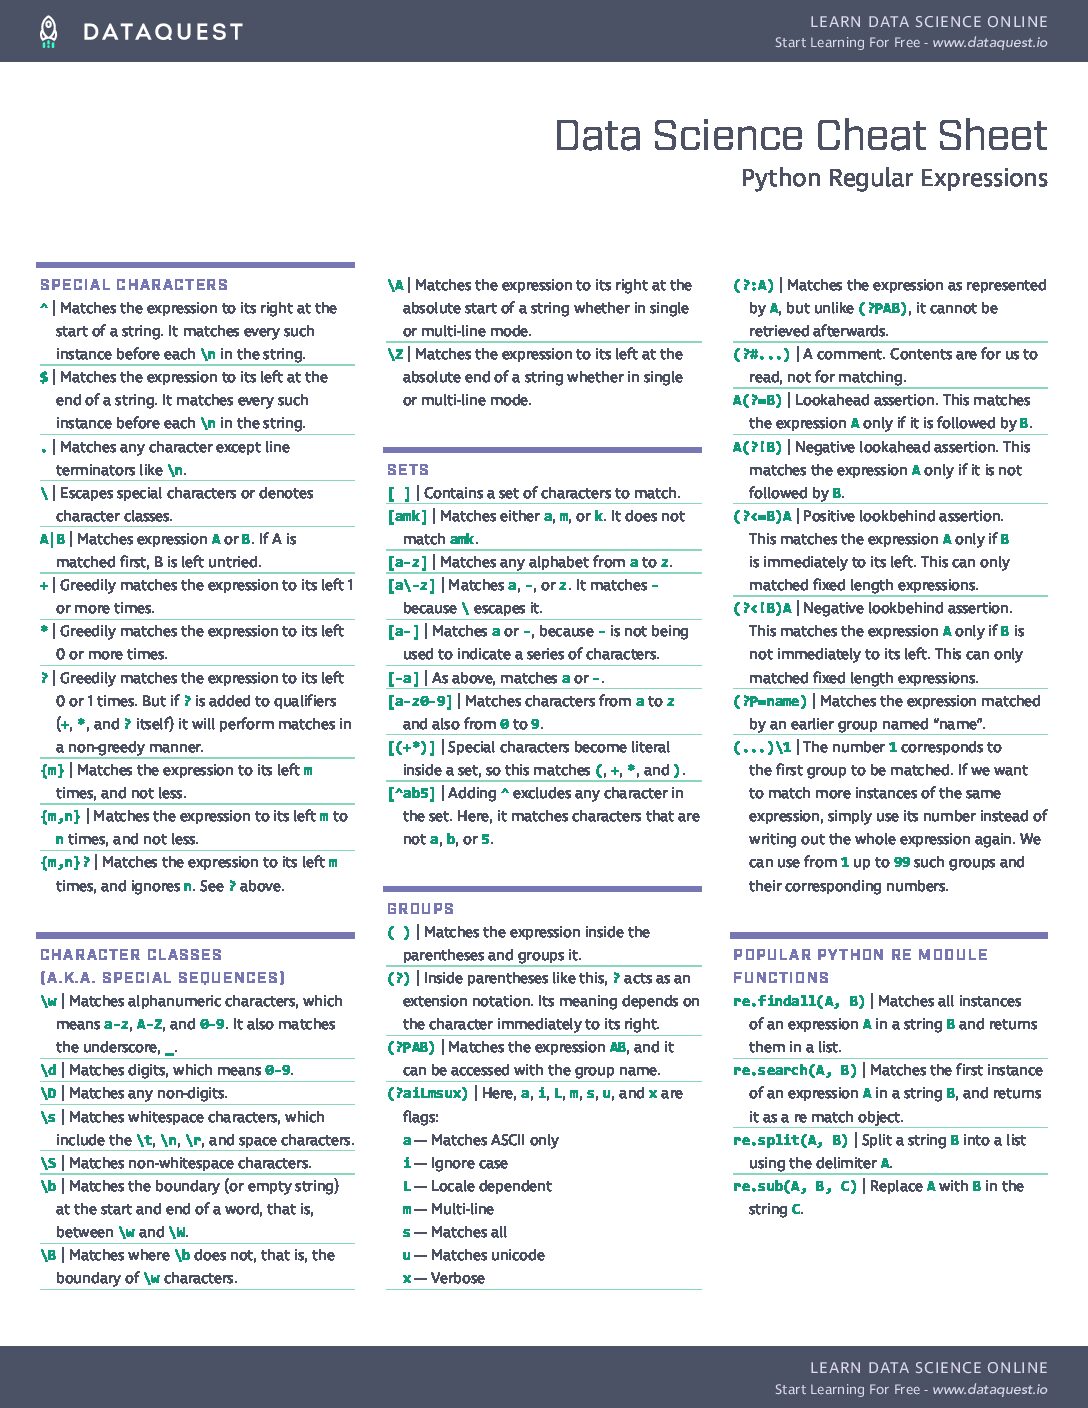 DATAQUEST
LEARN DATA SCIENCE ONLINE
Start Learning For Free - www.dataquest.io
Data Science Cheat Sheet
Python Regular Expressions
SPECIAL CHARACTERS
^ | Matches the expression to its right at the
start of a string. It matches every such
instance before each \n in the string.
$ | Matches the expression to its left at the
end of a string. It matches every such
instance before each \n in the string.
. | Matches any character except line
terminators like \n.
\ | Escapes special characters or denotes
character classes.
A|B | Matches expression A or B. If A is
matched first, B is left untried.
+ | Greedily matches the expression to its left 1
or more times.
* | Greedily matches the expression to its left
0 or more times.
? | Greedily matches the expression to its left
0 or 1 times. But if ? is added to qualifiers
(+, *, and ? itself) it will perform matches in
a non-greedy manner.
{m} | Matches the expression to its left m
times, and not less.
{m,n} | Matches the expression to its left m to
n times, and not less.
{m,n}? | Matches the expression to its left m
times, and ignores n. See ? above.
CHARACTER CLASSES
(A.K.A. SPECIAL SEQUENCES)
\w | Matches alphanumeric characters, which
means a-z, A-Z, and 0-9. It also matches
the underscore, _.
\d | Matches digits, which means 0-9.
\D | Matches any non-digits.
\s | Matches whitespace characters, which
include the \t, \n, \r, and space characters.
\S | Matches non-whitespace characters.
\b | Matches the boundary (or empty string)
at the start and end of a word, that is,
between \w and \W.
\B | Matches where \b does not, that is, the
boundary of \w characters.
\A | Matches the expression to its right at the
absolute start of a string whether in single
or multi-line mode.
\Z | Matches the expression to its left at the
absolute end of a string whether in single
or multi-line mode.
SETS
[ ] | Contains a set of characters to match.
[amk] | Matches either a, m, or k. It does not
match amk.
[a-z] | Matches any alphabet from a to z.
[a\-z] | Matches a, -, or z. It matches -
because \ escapes it.
[a-] | Matches a or -, because - is not being
used to indicate a series of characters.
[-a] | As above, matches a or -.
[a-z0-9] | Matches characters from a to z
and also from 0 to 9.
[(+*)] | Special characters become literal
inside a set, so this matches (, +, *, and ).
[^ab5] | Adding ^ excludes any character in
the set. Here, it matches characters that are
not a, b, or 5.
GROUPS
( ) | Matches the expression inside the
parentheses and groups it.
(?) | Inside parentheses like this, ? acts as an
extension notation. Its meaning depends on
the character immediately to its right.
(?PAB) | Matches the expression AB, and it
can be accessed with the group name.
(?aiLmsux) | Here, a, i, L, m, s, u, and x are
flags:
a — Matches ASCII only
i — Ignore case
L — Locale dependent
m — Multi-line
s — Matches all
u — Matches unicode
x — Verbose
(?:A) | Matches the expression as represented
by A, but unlike (?PAB), it cannot be
retrieved afterwards.
(?#...) | A comment. Contents are for us to
read, not for matching.
A(?=B) | Lookahead assertion. This matches
the expression A only if it is followed by B.
A(?!B) | Negative lookahead assertion. This
matches the expression A only if it is not
followed by B.
(?<=B)A | Positive lookbehind assertion.
This matches the expression A only if B
is immediately to its left. This can only
matched fixed length expressions.
(?<!B)A | Negative lookbehind assertion.
This matches the expression A only if B is
not immediately to its left. This can only
matched fixed length expressions.
(?P=name) | Matches the expression matched
by an earlier group named “name”.
(...)\1 | The number 1 corresponds to
the first group to be matched. If we want
to match more instances of the same
expression, simply use its number instead of
writing out the whole expression again. We
can use from 1 up to 99 such groups and
their corresponding numbers.
POPULAR PYTHON RE MODULE
FUNCTIONS
re.findall(A, B) | Matches all instances
of an expression A in a string B and returns
them in a list.
re.search(A, B) | Matches the first instance
of an expression A in a string B, and returns
it as a re match object.
re.split(A, B) | Split a string B into a list
using the delimiter A.
re.sub(A, B, C) | Replace A with B in the
string C.
LEARN DATA SCIENCE ONLINE
Start Learning For Free - www.dataquest.io